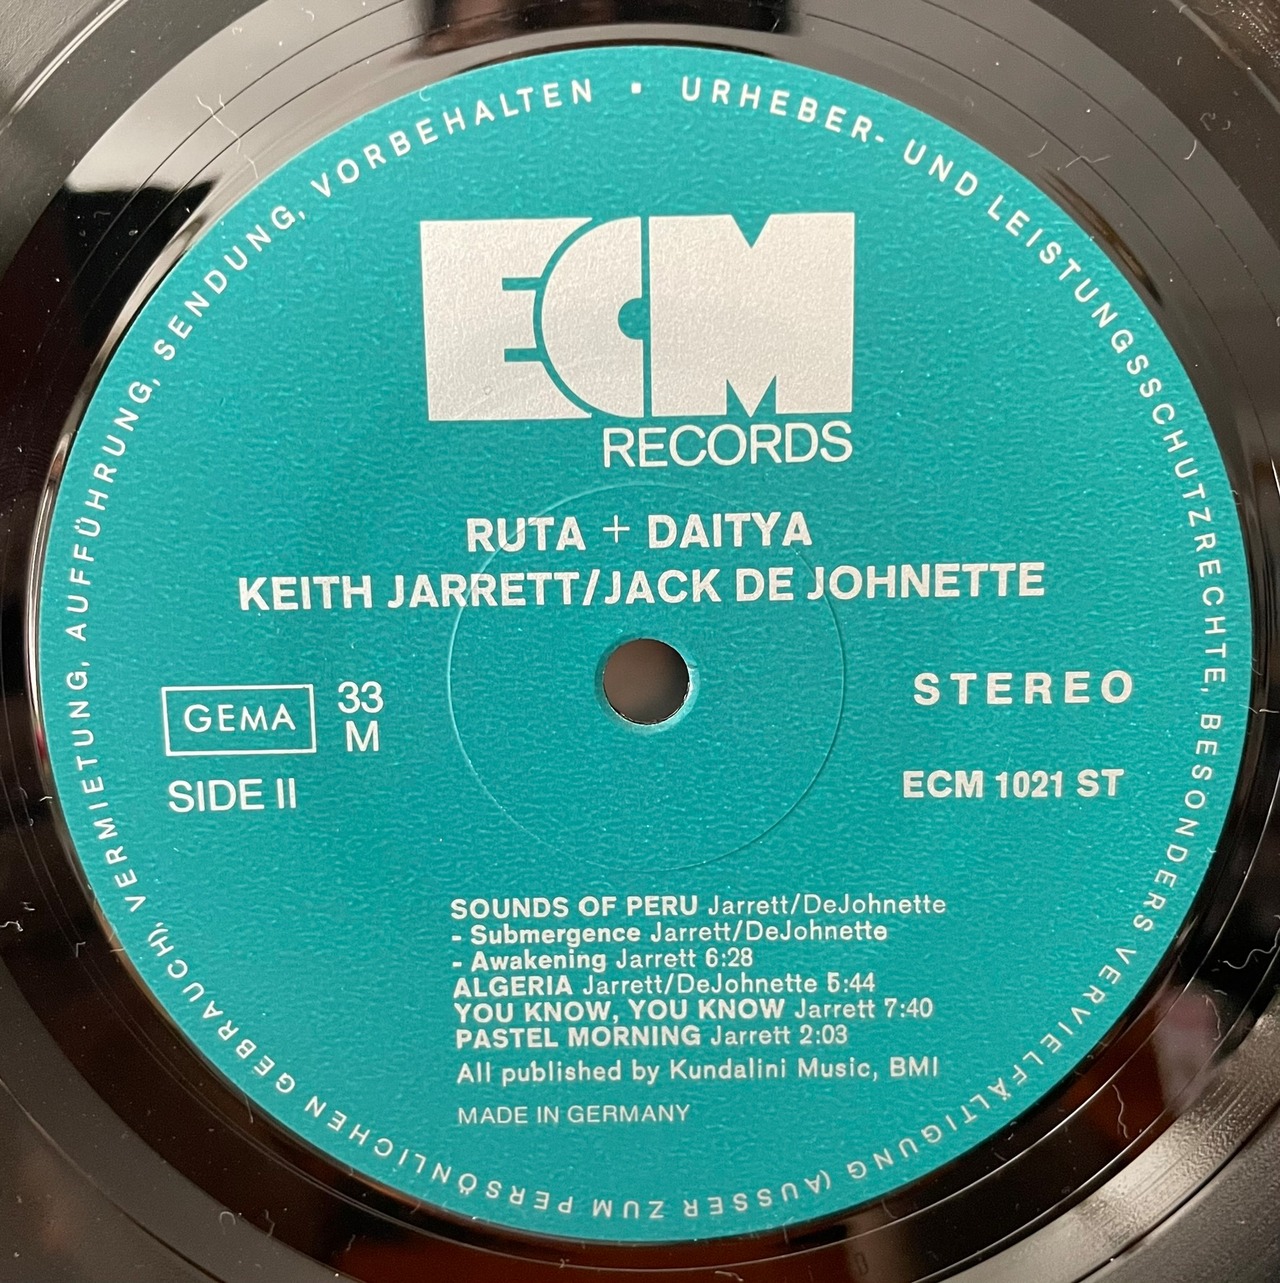 URHEBER- UND LEISTUNGSSCHUTZRECHTE, BESONDERS VERVIELFÄLTIGUNG (AUSSER ZUM PERSÖNLICHEN GEBRAUCH), VERMIETUNG, AUFFÜHRUNG, SENDUNG, VORBEHALTEN ▪
ECM
RECORDS
RUTA + DAITYA
KEITH JARRETT/JACK DE JOHNETTE
GEMA
33
M
SIDE II
STEREO
ECM 1021 ST
SOUNDS OF PERU Jarrett/DeJohnette
- Submergence Jarrett/DeJohnette
- Awakening Jarrett 6:28
ALGERIA Jarrett/DeJohnette 5:44
YOU KNOW, YOU KNOW Jarrett 7:40
PASTEL MORNING Jarrett 2:03
All published by Kundalini Music, BMI
MADE IN GERMANY